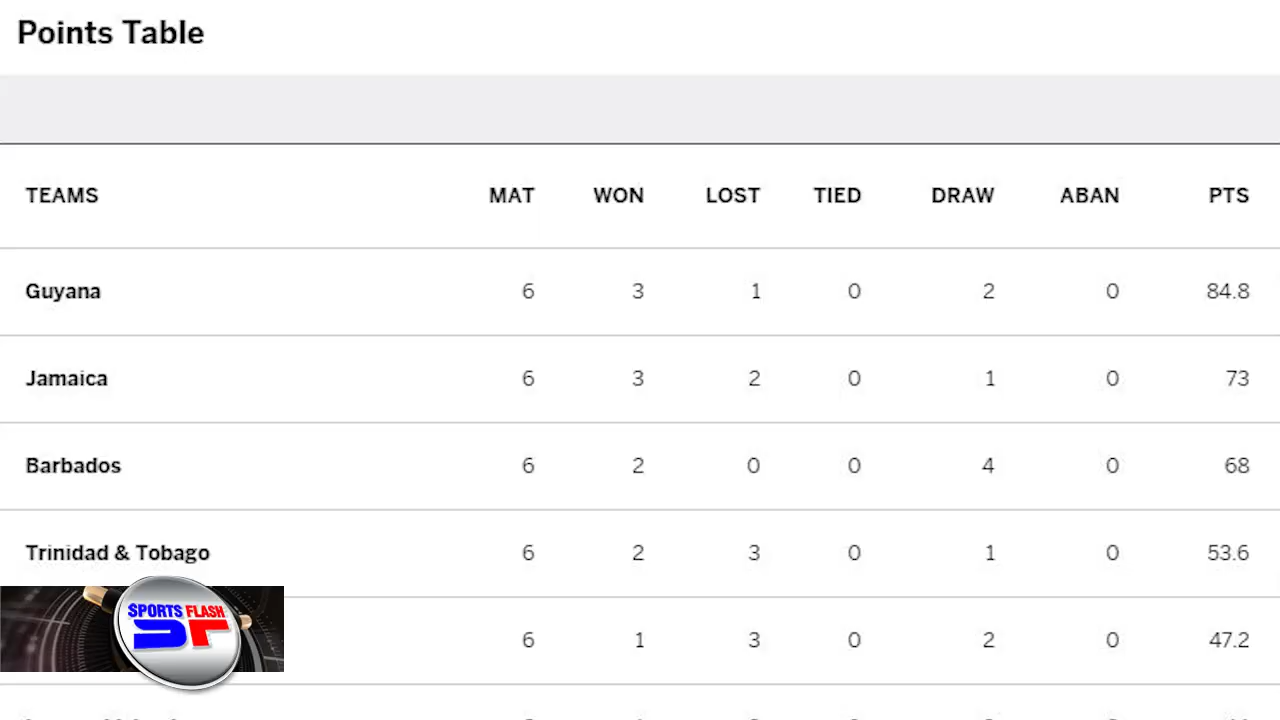 Points Table
TEAMS MAT WON LOST TIED DRAW ABAN PTS
Guyana 6 3 1 0 2 0 84.8
Jamaica 6 3 2 0 1 0 73
Barbados 6 2 0 0 4 0 68
Trinidad & Tobago 6 2 3 0 1 0 53.6
SPORTS FLASH
SF
6 1 3 0 2 0 47.2